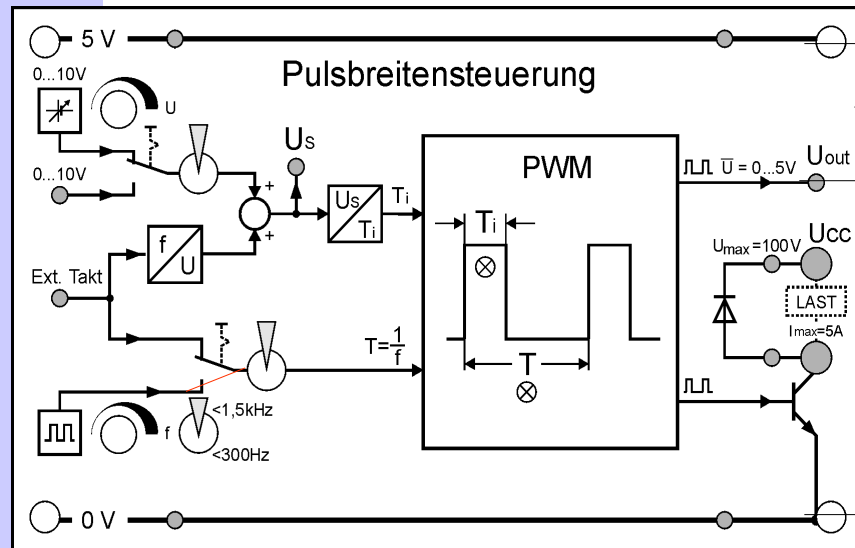 5 V
Pulsbreitensteuerung
0...10V
U
0...10V
+
+
Us
Us
Ti
Ti
f
U
Ext. Takt
PWM
Ti
T
T=1/f
U̅ = 0...5V
Uout
Umax=100V
Ucc
LAST
Imax=5A
f
<1,5kHz
<300Hz
0 V